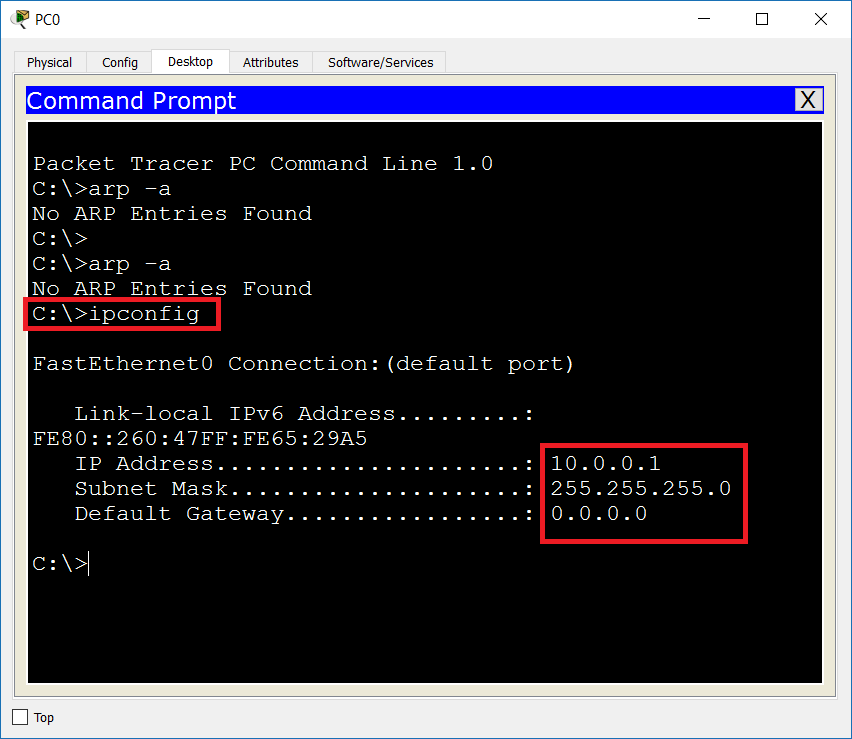 PC0
Physical Config Desktop Attributes Software/Services
Command Prompt X
Packet Tracer PC Command Line 1.0
C:\>arp -a
No ARP Entries Found
C:\>
C:\>arp -a
No ARP Entries Found
C:\>ipconfig
FastEthernet0 Connection:(default port)
Link-local IPv6 Address.........:
FE80::260:47FF:FE65:29A5
IP Address......................: 10.0.0.1
Subnet Mask.....................: 255.255.255.0
Default Gateway.................: 0.0.0.0
C:\>
Top